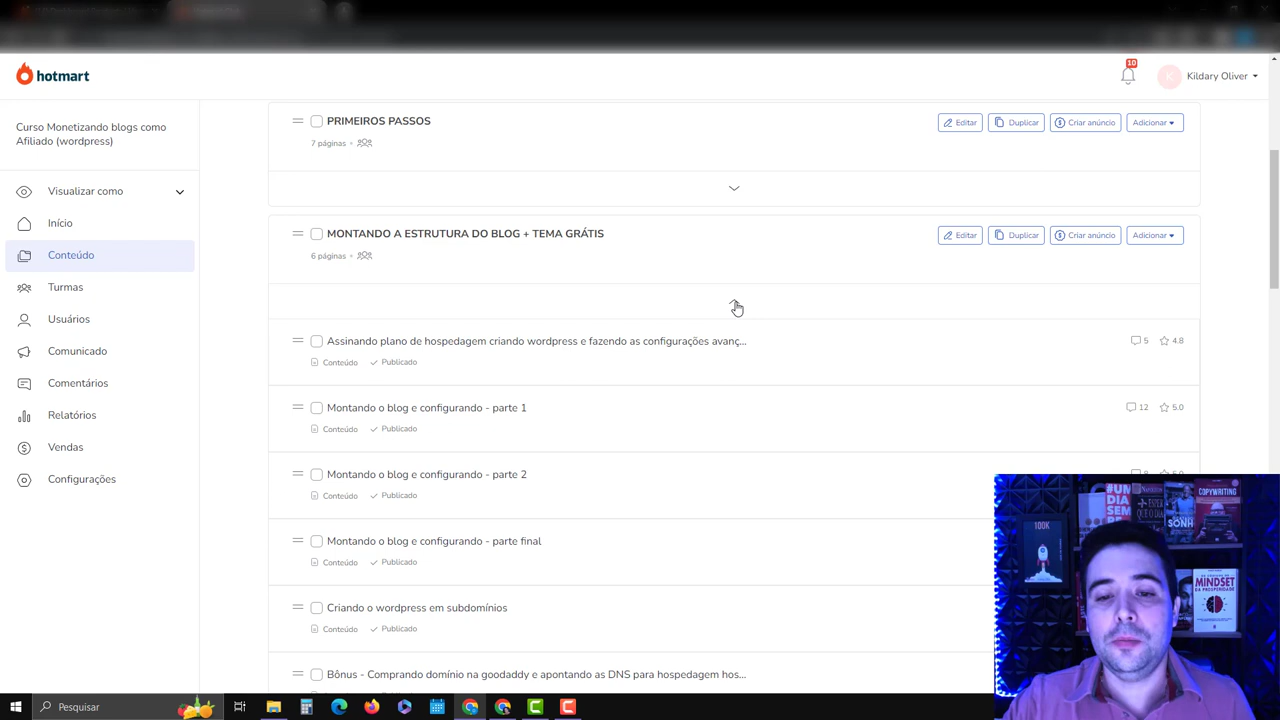 hotmart
10
K
Kildary Oliver
Curso Monetizando blogs como
Afiliado (wordpress)
Visualizar como
Início
Conteúdo
Turmas
Usuários
Comunicado
Comentários
Relatórios
Vendas
Configurações
PRIMEIROS PASSOS
Editar
Duplicar
Criar anúncio
Adicionar
7 páginas •
MONTANDO A ESTRUTURA DO BLOG + TEMA GRÁTIS
Editar
Duplicar
Criar anúncio
Adicionar
6 páginas •
Assinando plano de hospedagem criando wordpress e fazendo as configurações avanç...
5 4.8
Conteúdo Publicado
Montando o blog e configurando - parte 1
12 5.0
Conteúdo Publicado
Montando o blog e configurando - parte 2
Conteúdo Publicado
Montando o blog e configurando - parte final
Conteúdo Publicado
Criando o wordpress em subdomínios
Conteúdo Publicado
Bônus - Comprando domínio na goodaddy e apontando as DNS para hospedagem hos...
#UM
DIA SEM
COPYWRITING
100K
MINDSET
DA PROSPERIDADE
Pesquisar